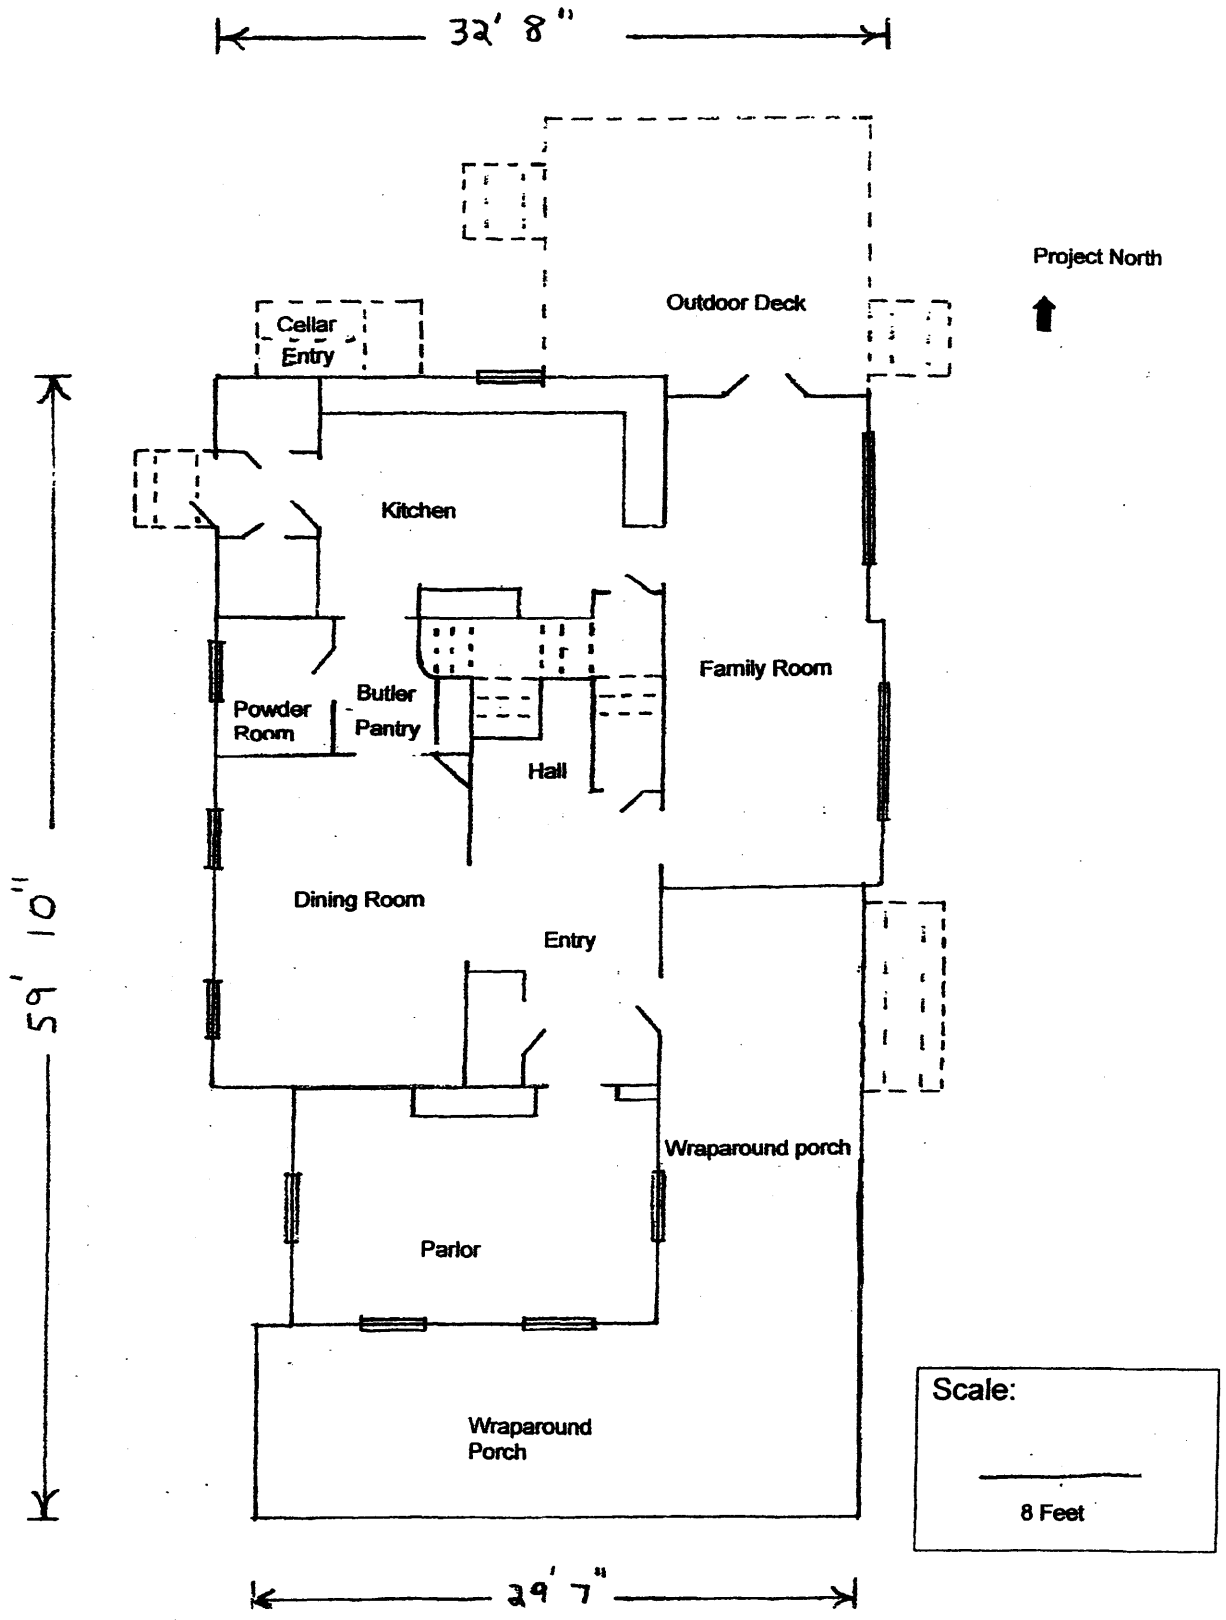 32' 8"
Project North
Outdoor Deck
Cellar
Entry
Kitchen
Family Room
Butler
Pantry
Powder
Room
Hall
Dining Room
Entry
59' 10"
Wraparound porch
Parlor
Scale:
8 Feet
Wraparound
Porch
29' 7"